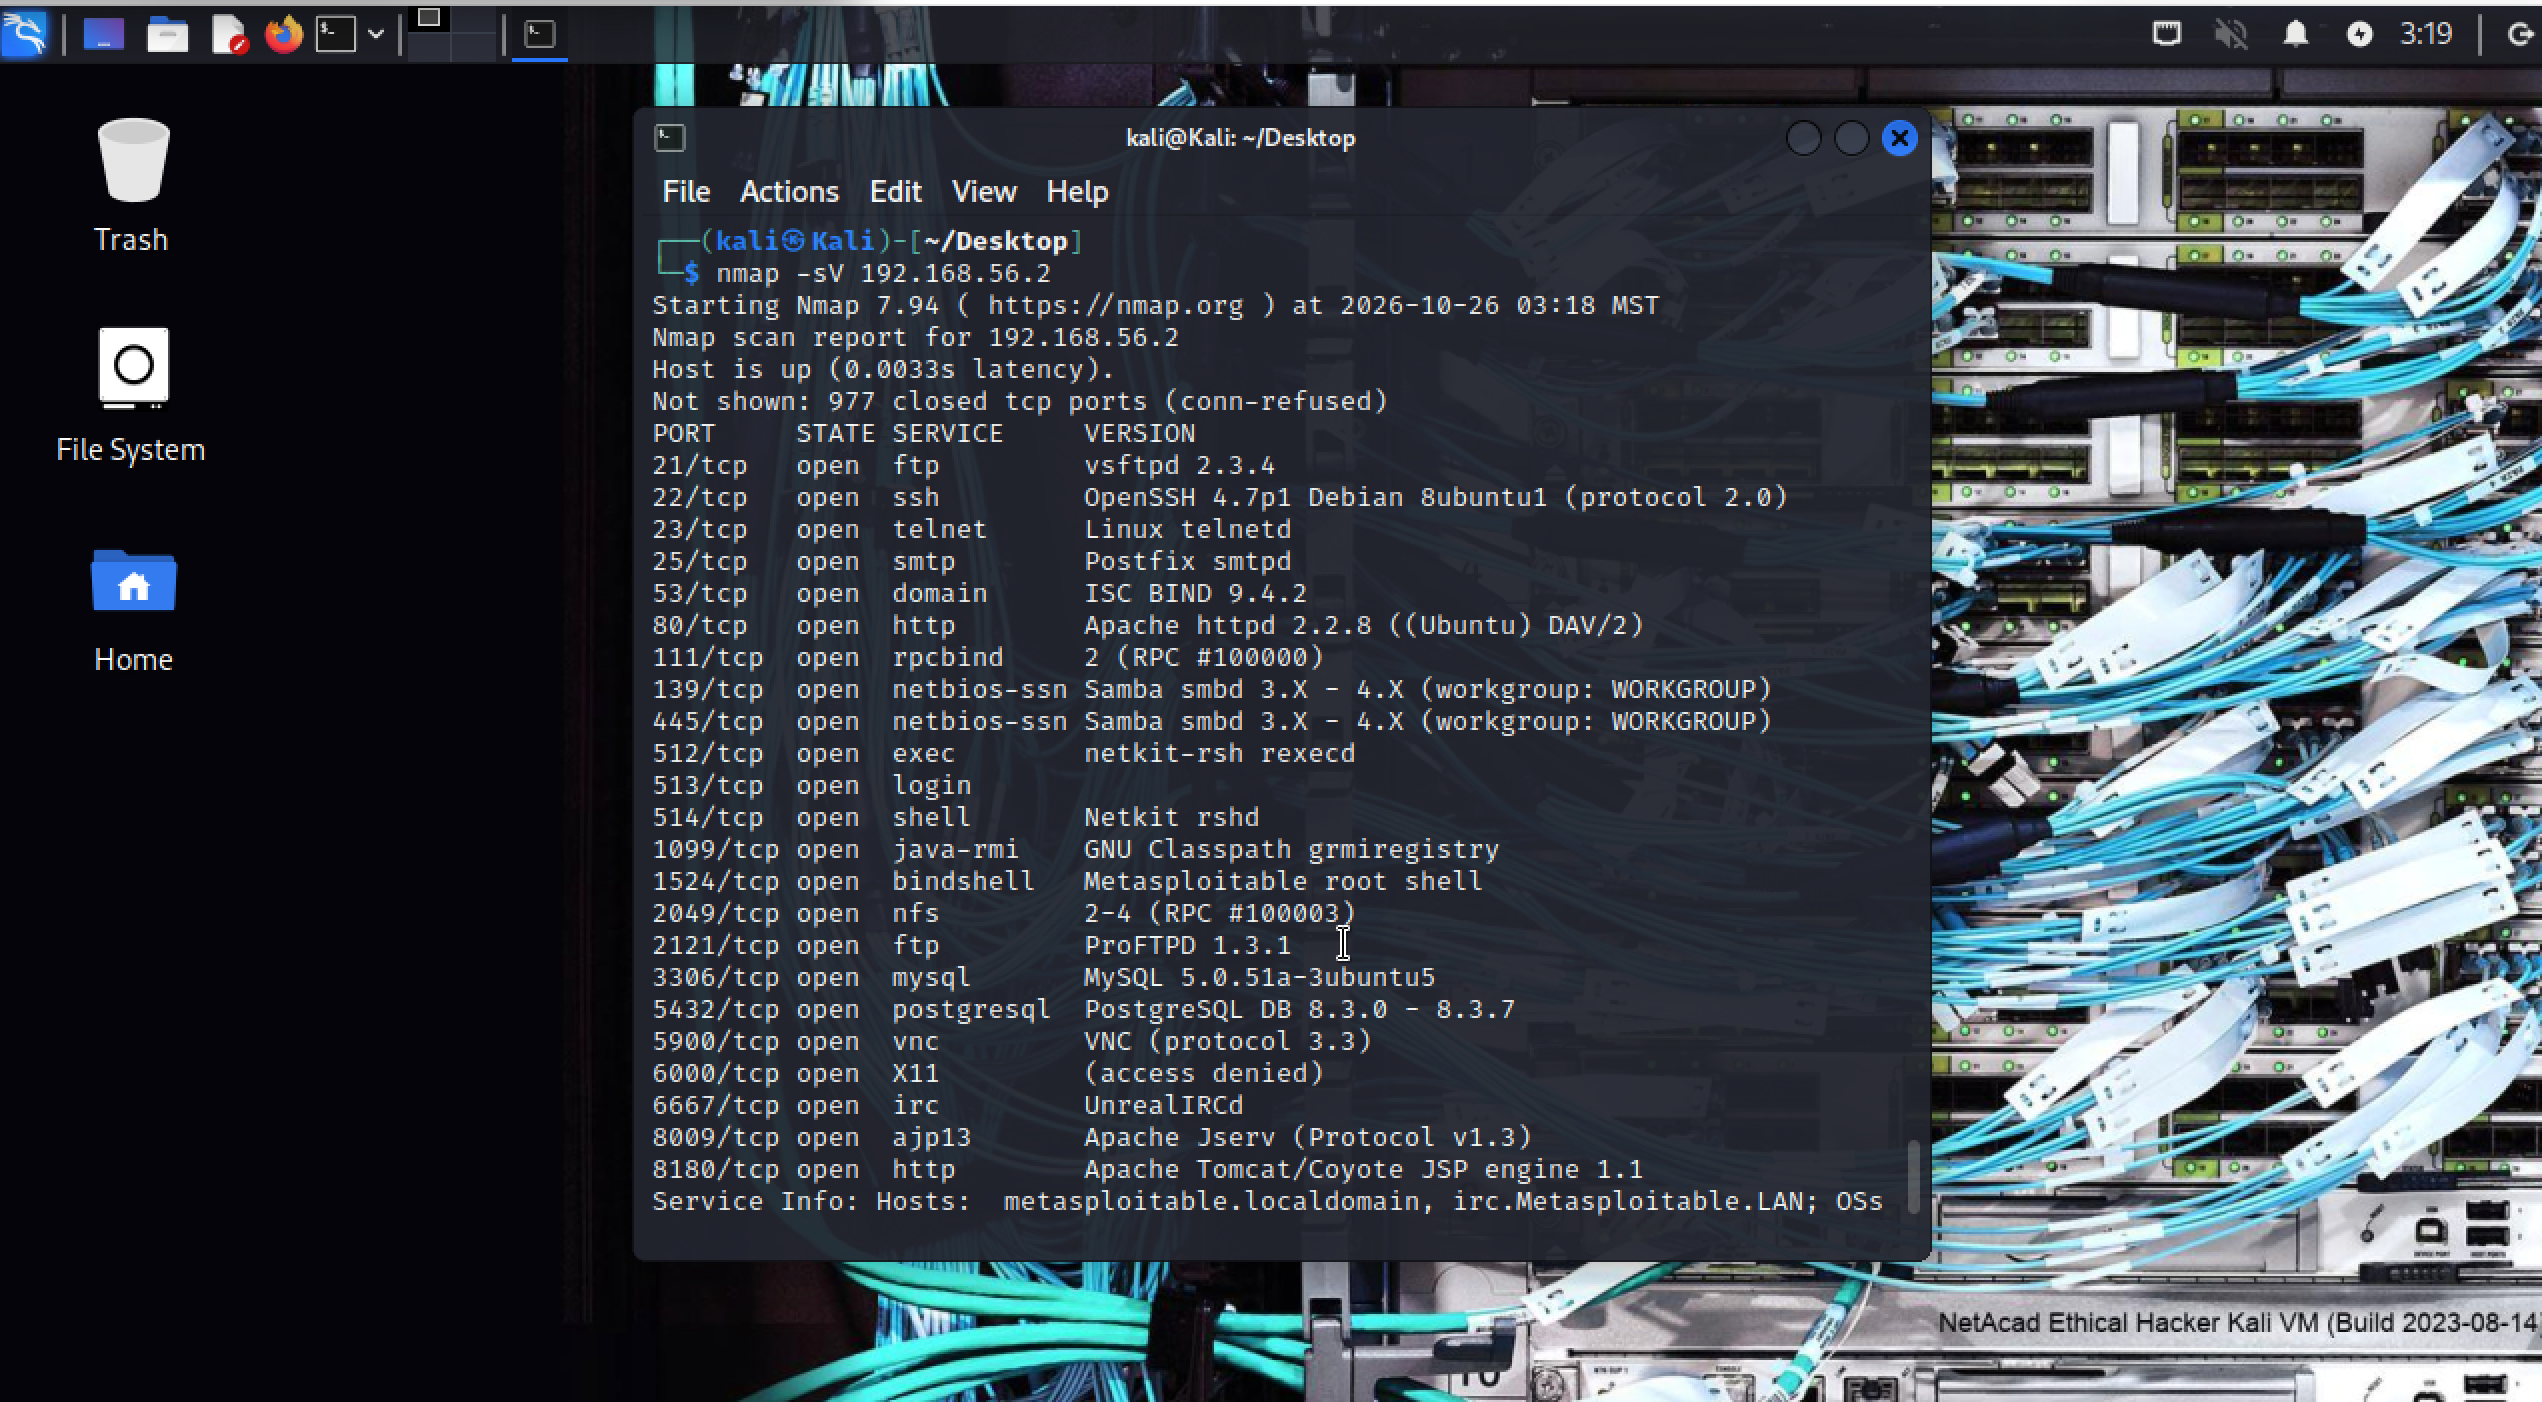 3:19
Trash
File System
Home
kali@Kali: ~/Desktop
File Actions Edit View Help
(kali㉿Kali)-[~/Desktop]
$ nmap -sV 192.168.56.2
Starting Nmap 7.94 ( https://nmap.org ) at 2026-10-26 03:18 MST
Nmap scan report for 192.168.56.2
Host is up (0.0033s latency).
Not shown: 977 closed tcp ports (conn-refused)
PORT     STATE SERVICE     VERSION
21/tcp   open  ftp         vsftpd 2.3.4
22/tcp   open  ssh         OpenSSH 4.7p1 Debian 8ubuntu1 (protocol 2.0)
23/tcp   open  telnet      Linux telnetd
25/tcp   open  smtp        Postfix smtpd
53/tcp   open  domain      ISC BIND 9.4.2
80/tcp   open  http        Apache httpd 2.2.8 ((Ubuntu) DAV/2)
111/tcp  open  rpcbind     2 (RPC #100000)
139/tcp  open  netbios-ssn Samba smbd 3.X - 4.X (workgroup: WORKGROUP)
445/tcp  open  netbios-ssn Samba smbd 3.X - 4.X (workgroup: WORKGROUP)
512/tcp  open  exec        netkit-rsh rexecd
513/tcp  open  login
514/tcp  open  shell       Netkit rshd
1099/tcp open  java-rmi    GNU Classpath grmiregistry
1524/tcp open  bindshell   Metasploitable root shell
2049/tcp open  nfs         2-4 (RPC #100003)
2121/tcp open  ftp         ProFTPD 1.3.1
3306/tcp open  mysql       MySQL 5.0.51a-3ubuntu5
5432/tcp open  postgresql  PostgreSQL DB 8.3.0 - 8.3.7
5900/tcp open  vnc         VNC (protocol 3.3)
6000/tcp open  X11         (access denied)
6667/tcp open  irc         UnrealIRCd
8009/tcp open  ajp13       Apache Jserv (Protocol v1.3)
8180/tcp open  http        Apache Tomcat/Coyote JSP engine 1.1
Service Info: Hosts:  metasploitable.localdomain, irc.Metasploitable.LAN; OSs
NetAcad Ethical Hacker Kali VM (Build 2023-08-14